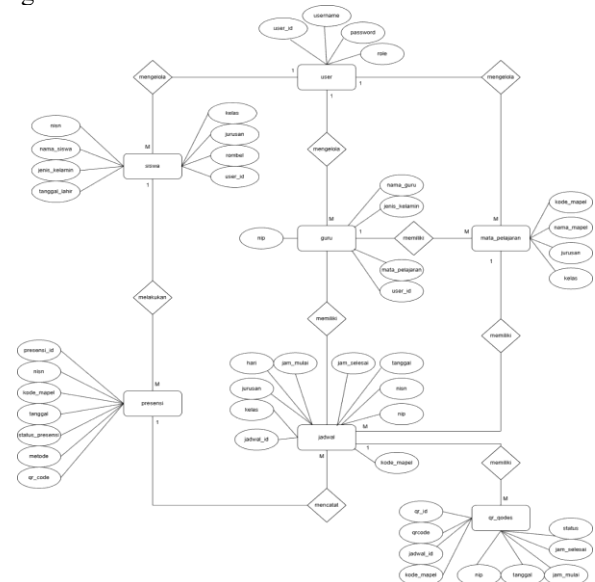 username
user_id
password
role
mengelola
1
user
1
mengelola
1
M
kelas
nisn
jurusan
nama_siswa
siswa
rombel
jenis_kelamin
user_id
tanggal_lahir
1
mengelola
M
nama_guru
jenis_kelamin
M
kode_mapel
nama_mapel
nip
guru
1
memiliki
M
mata_pelajaran
jurusan
kelas
1
mata_pelajaran
user_id
melakukan
memiliki
memiliki
presensi_id
nisn
kode_mapel
tanggal
status_presensi
metode
qr_code
M
presensi
1
hari
jam_mulai
jam_selesai
tanggal
jurusan
nisn
kelas
nip
jadwal_id
M
M
jadwal
1
M
kode_mapel
memiliki
mencatat
M
qr_id
qrcode
jadwal_id
kode_mapel
qr_qodes
status
jam_selesai
nip
tanggal
jam_mulai